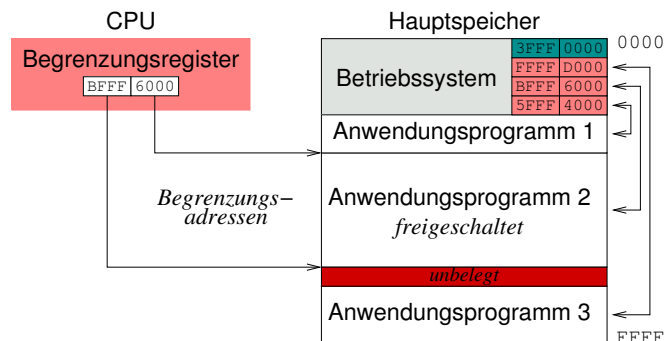 CPU
Hauptspeicher
Begrenzungsregister
BFFF 6000
Betriebssystem
3FFF 0000
FFFF D000
BFFF 6000
5FFF 4000
0000
Anwendungsprogramm 1
Begrenzungs–
adressen
Anwendungsprogramm 2
freigeschaltet
unbelegt
Anwendungsprogramm 3
FFFF